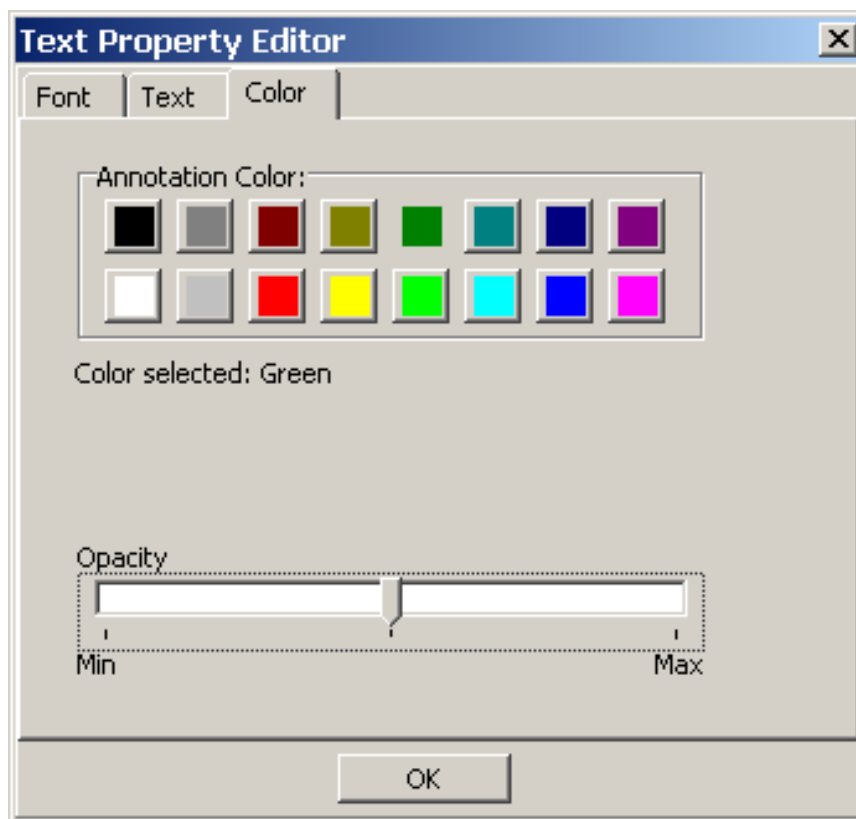 Text Property Editor
Font Text Color
Annotation Color:
Color selected: Green
Opacity
Min Max
OK